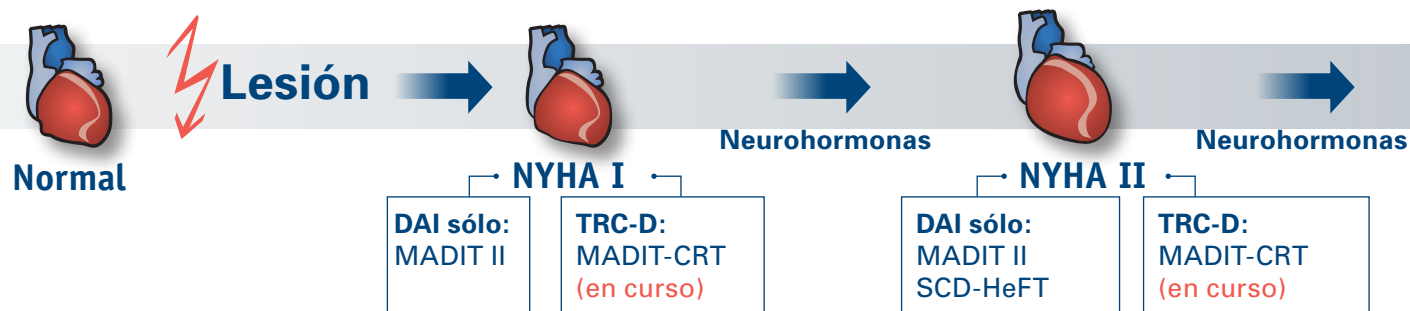 Lesión
Neurohormonas
Neurohormonas
Normal
NYHA I
NYHA II
DAI sólo:
MADIT II
TRC-D:
MADIT-CRT
(en curso)
DAI sólo:
MADIT II
SCD-HeFT
TRC-D:
MADIT-CRT
(en curso)